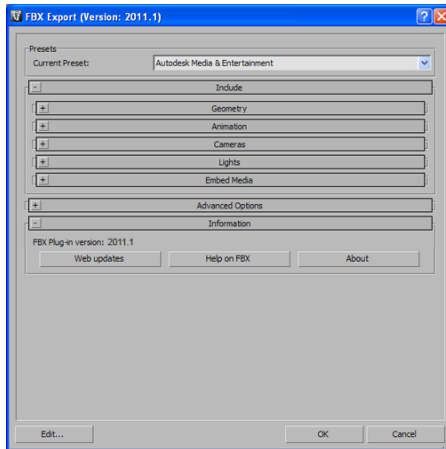 FBX Export (Version: 2011.1)
Presets
Current Preset: Autodesk Media & Entertainment
- Include
+ Geometry
+ Animation
+ Cameras
+ Lights
+ Embed Media
+ Advanced Options
- Information
FBX Plug-in version: 2011.1
Web updates Help on FBX About
Edit... OK Cancel